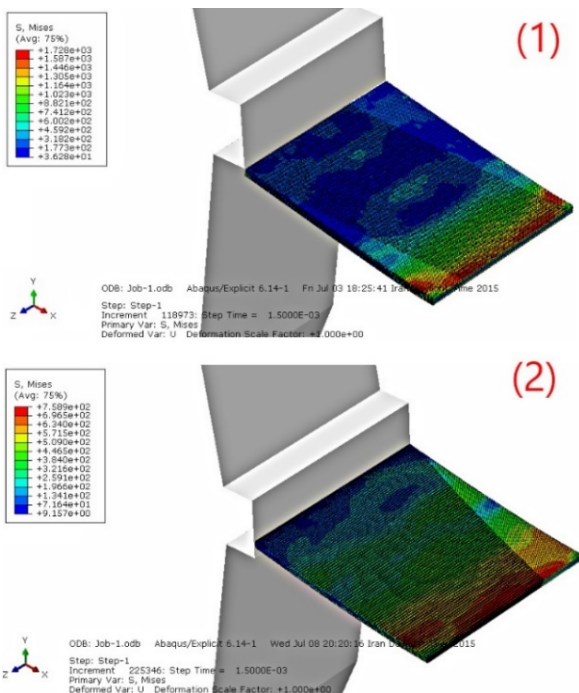 (1)
S, Mises
(Avg: 75%)
+1.728e+03
+1.587e+03
+1.446e+03
+1.305e+03
+1.164e+03
+1.023e+03
+8.821e+02
+7.412e+02
+6.002e+02
+4.592e+02
+3.182e+02
+1.773e+02
+3.628e+01
Y
Z X
ODB: Job-1.odb Abaqus/Explicit 6.14-1 Fri Jul 03 18:25:41 Iran 2015
Step: Step-1
Increment 118973: Step Time = 1.5000E-03
Primary Var: S, Mises
Deformed Var: U Deformation Scale Factor: +1.000e+00
(2)
S, Mises
(Avg: 75%)
+7.589e+02
+6.965e+02
+6.340e+02
+5.715e+02
+5.090e+02
+4.465e+02
+3.840e+02
+3.216e+02
+2.591e+02
+1.966e+02
+1.341e+02
+7.164e+01
+9.157e+00
Y
Z X
ODB: Job-1.odb Abaqus/Explicit 6.14-1 Wed Jul 08 20:20:16 Iran 2015
Step: Step-1
Increment 225346: Step Time = 1.5000E-03
Primary Var: S, Mises
Deformed Var: U Deformation Scale Factor: +1.000e+00